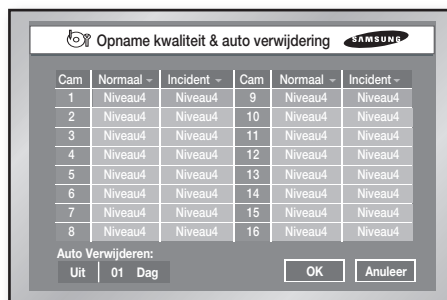 Opname kwaliteit & auto verwijdering SAMSUNG
Cam Normaal Incident Cam Normaal Incident
1 Niveau4 Niveau4 9 Niveau4 Niveau4
2 Niveau4 Niveau4 10 Niveau4 Niveau4
3 Niveau4 Niveau4 11 Niveau4 Niveau4
4 Niveau4 Niveau4 12 Niveau4 Niveau4
5 Niveau4 Niveau4 13 Niveau4 Niveau4
6 Niveau4 Niveau4 14 Niveau4 Niveau4
7 Niveau4 Niveau4 15 Niveau4 Niveau4
8 Niveau4 Niveau4 16 Niveau4 Niveau4
Auto Verwijderen:
Uit 01 Dag OK Anuleer